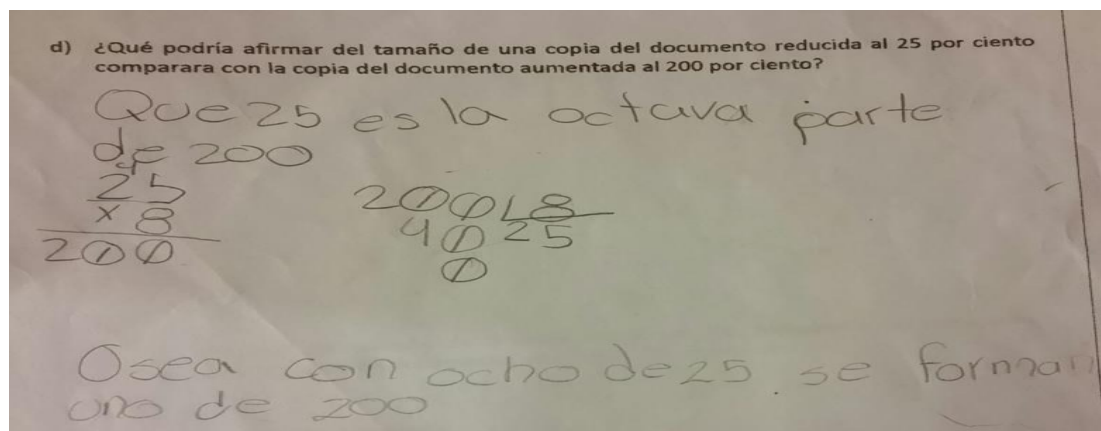 d) ¿Qué podría afirmar del tamaño de una copia del documento reducida al 25 por ciento
comparara con la copia del documento aumentada al 200 por ciento?
Que 25 es la octava parte
de 200
4
25
x 8
200
200 L 8
40 25
0
Osea con ocho de 25 se forman
uno de 200